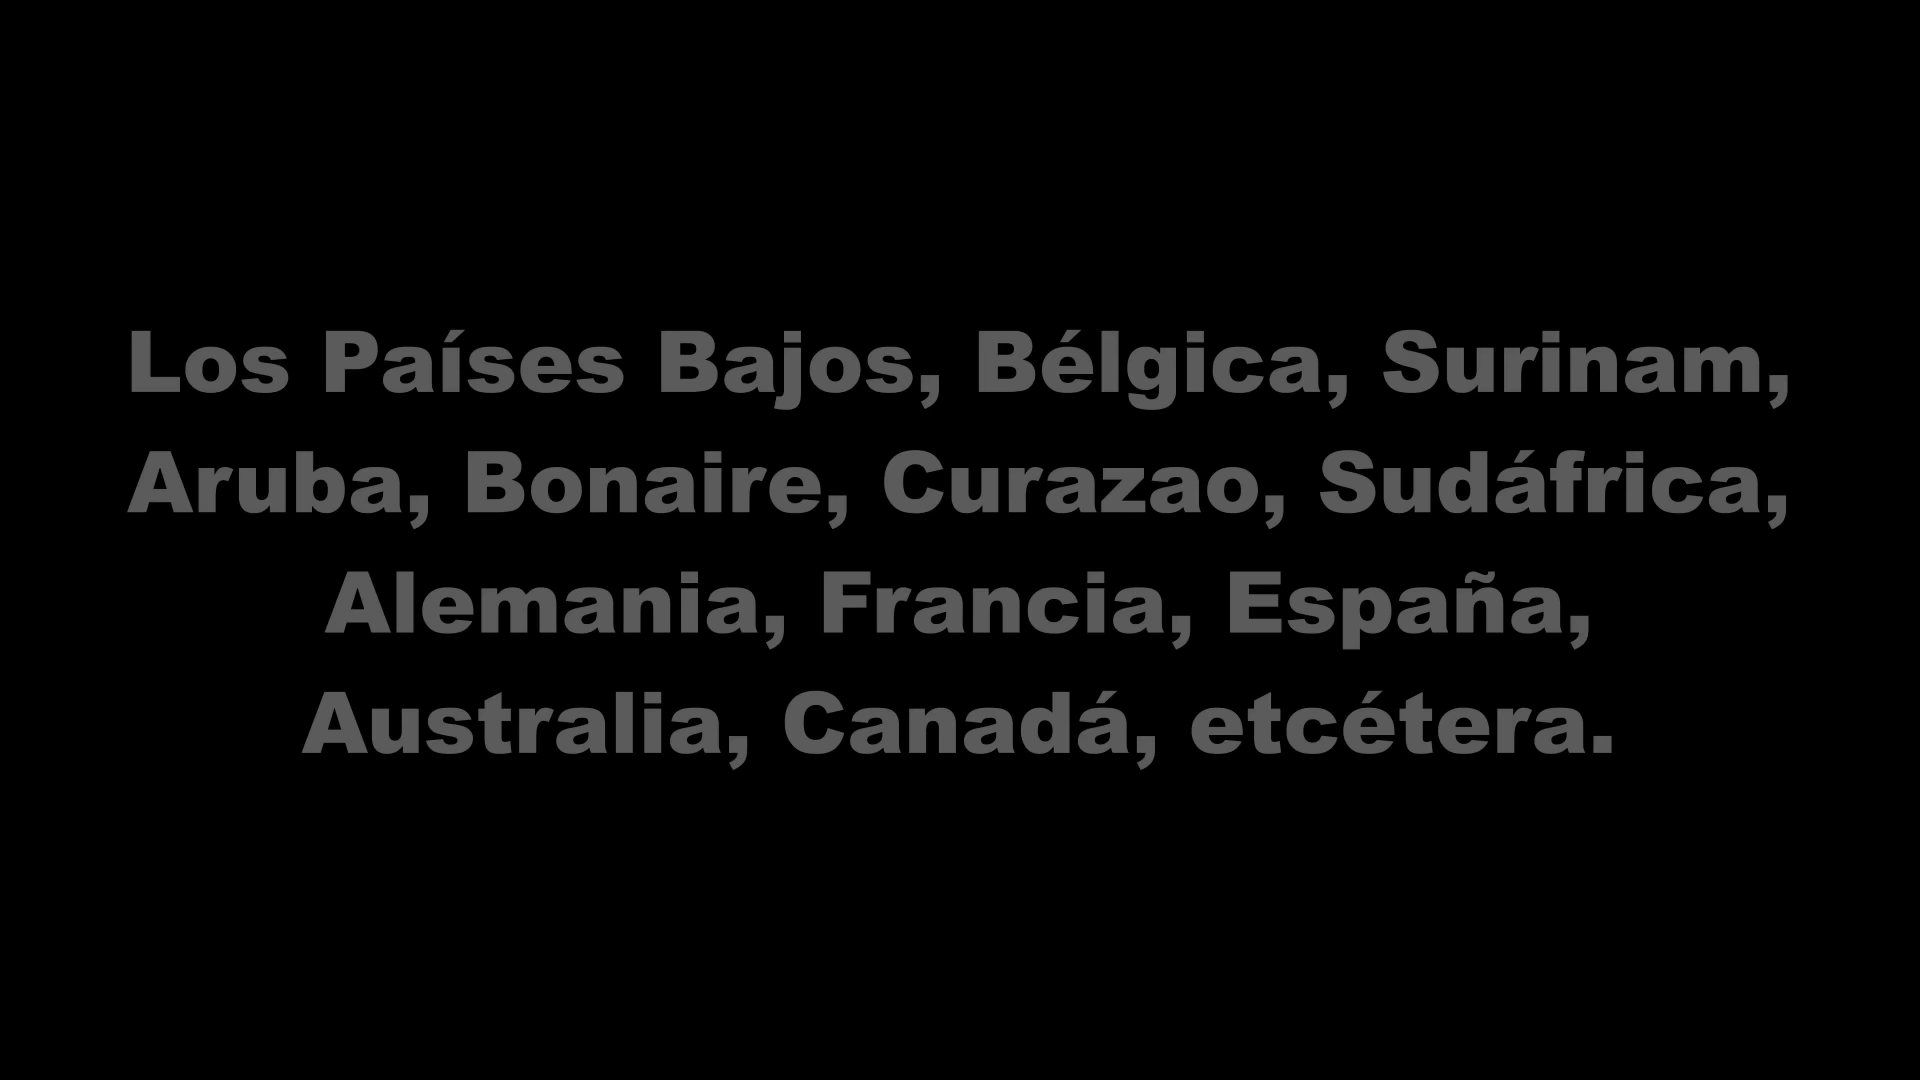 Los Países Bajos, Bélgica, Surinam,
Aruba, Bonaire, Curazao, Sudáfrica,
Alemania, Francia, España,
Australia, Canadá, etcétera.